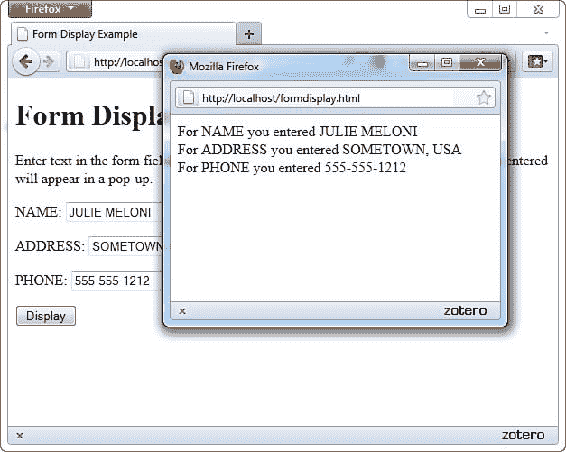 Firefox
Form Display Example
http://localhos
Mozilla Firefox
http://localhost/formdisplay.html
For NAME you entered JULIE MELONI
For ADDRESS you entered SOMETOWN, USA
For PHONE you entered 555-555-1212
zotero
Form Displa
Enter text in the form fiel entered
will appear in a pop up.
NAME: JULIE MELONI
ADDRESS: SOMETOWN
PHONE: 555-555-1212
Display
zotero